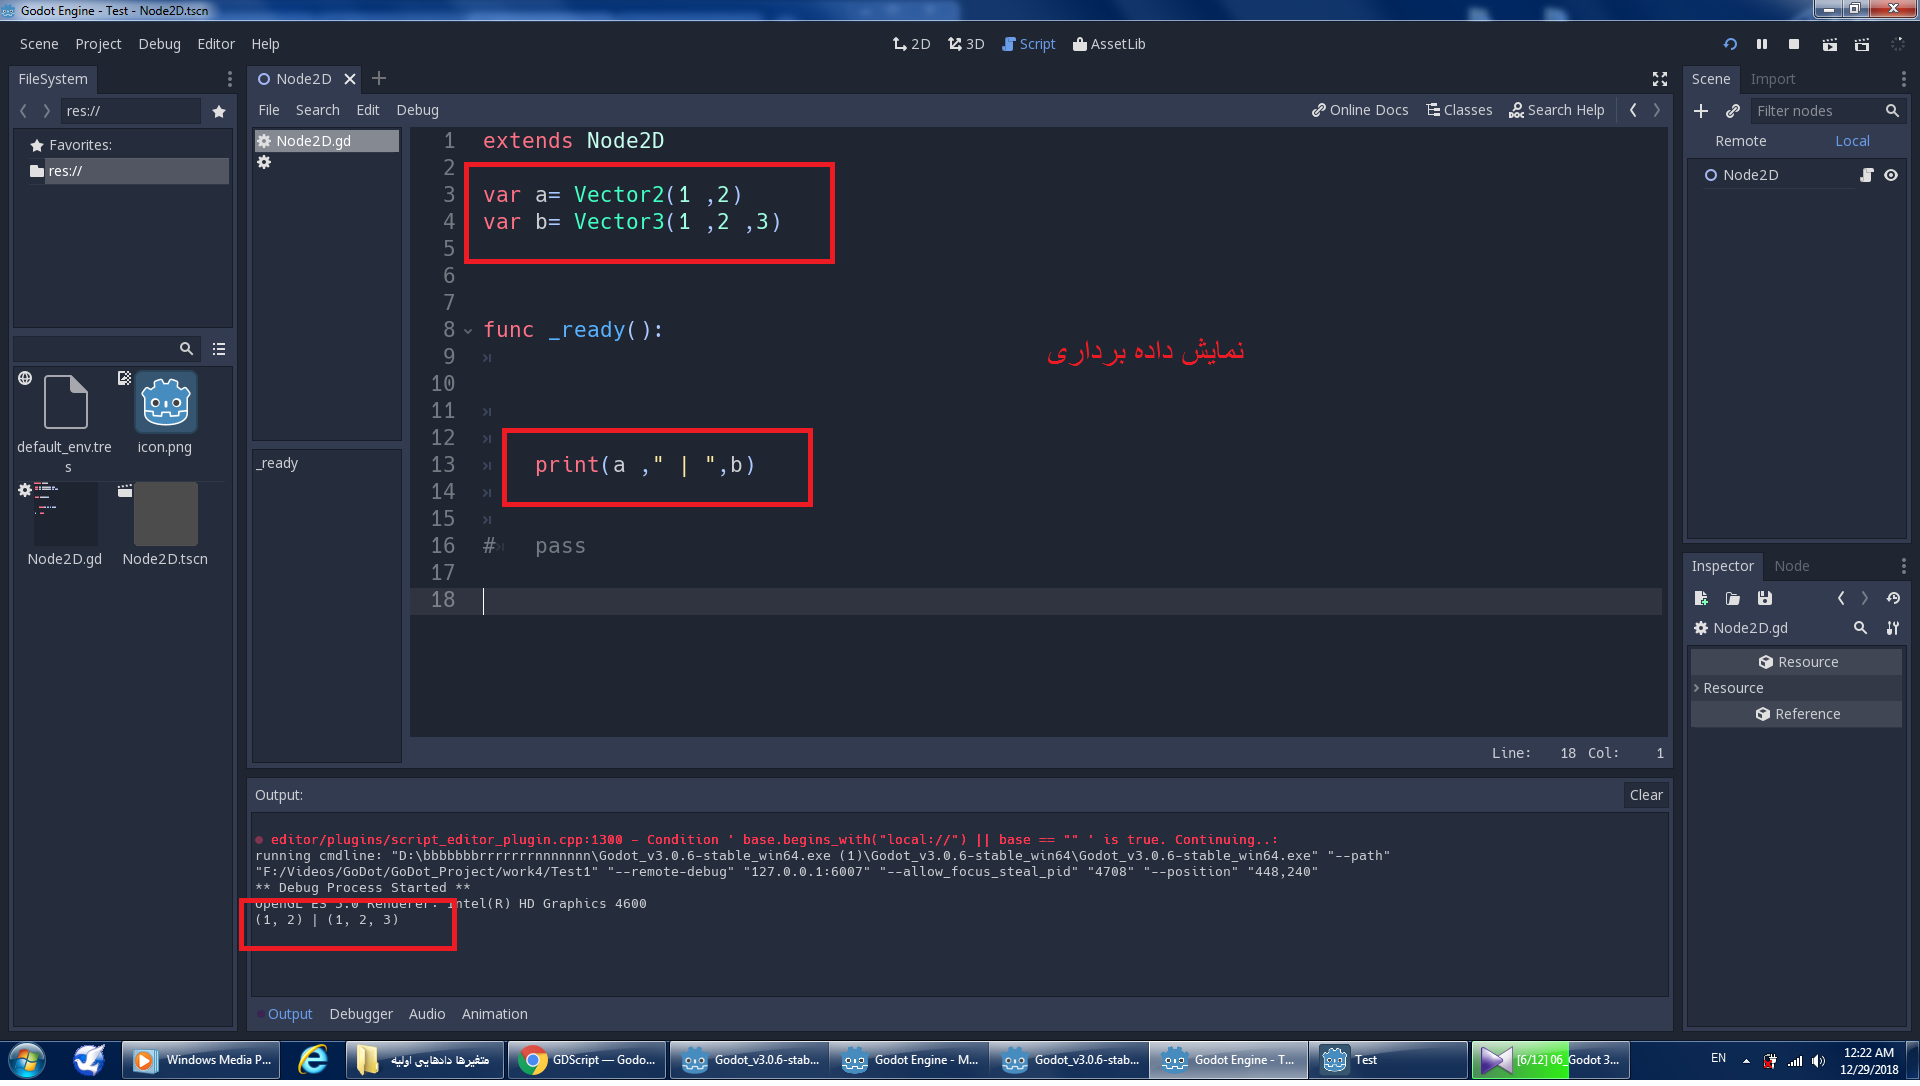 Godot Engine - Test - Node2D.tscn
Scene Project Debug Editor Help
2D 3D Script AssetLib
FileSystem
res://
Favorites:
res://
default_env.tre
s
icon.png
Node2D.gd
Node2D.tscn
Node2D
File Search Edit Debug
Online Docs Classes Search Help
Node2D.gd
_ready
1 extends Node2D
2
3 var a= Vector2(1 ,2)
4 var b= Vector3(1 ,2 ,3)
5
6
7
8 func _ready():
9
نمایش داده برداری
10
11
12
13 print(a ," | ",b)
14
15
16 # pass
17
18
Line: 18 Col: 1
Output:
Clear
editor/plugins/script_editor_plugin.cpp:1300 - Condition ' base.begins_with("local://") || base == "" ' is true. Continuing..:
running cmdline: "D:\bbbbbbbrrrrrrrnnnnnnn\Godot_v3.0.6-stable_win64.exe (1)\Godot_v3.0.6-stable_win64\Godot_v3.0.6-stable_win64.exe" "--path"
"F:/Videos/GoDot/GoDot_Project/work4/Test1" "--remote-debug" "127.0.0.1:6007" "--allow_focus_steal_pid" "4708" "--position" "448,240"
** Debug Process Started **
OpenGL ES 3.0 Renderer: Intel(R) HD Graphics 4600
(1, 2) | (1, 2, 3)
Output Debugger Audio Animation
Scene Import
Filter nodes
Remote Local
Node2D
Inspector Node
Node2D.gd
Resource
Resource
Reference
Windows Media P...
متغیرها دادهایی اولیه
GDScript — Godo...
Godot_v3.0.6-stab...
Godot Engine - M...
Godot_v3.0.6-stab...
Godot Engine - T...
Test
[6/12] 06_Godot 3...
EN
12:22 AM
12/29/2018